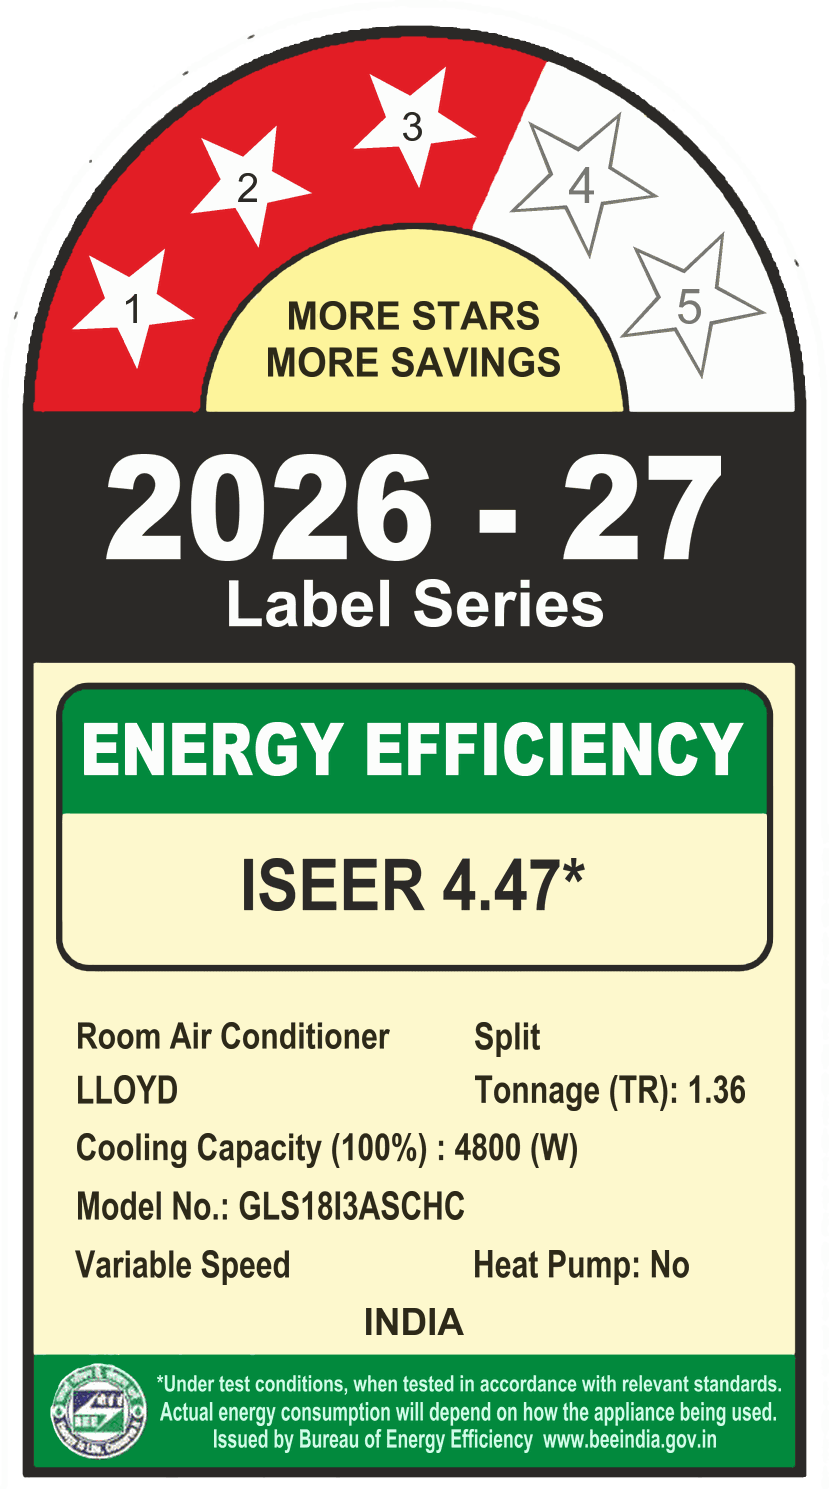 1
2
3
4
5
MORE STARS
MORE SAVINGS
2026 - 27
Label Series
ENERGY EFFICIENCY
ISEER 4.47*
Room Air Conditioner Split
LLOYD Tonnage (TR): 1.36
Cooling Capacity (100%) : 4800 (W)
Model No.: GLS18I3ASCHC
Variable Speed Heat Pump: No
INDIA
*Under test conditions, when tested in accordance with relevant standards.
Actual energy consumption will depend on how the appliance being used.
Issued by Bureau of Energy Efficiency www.beeindia.gov.in